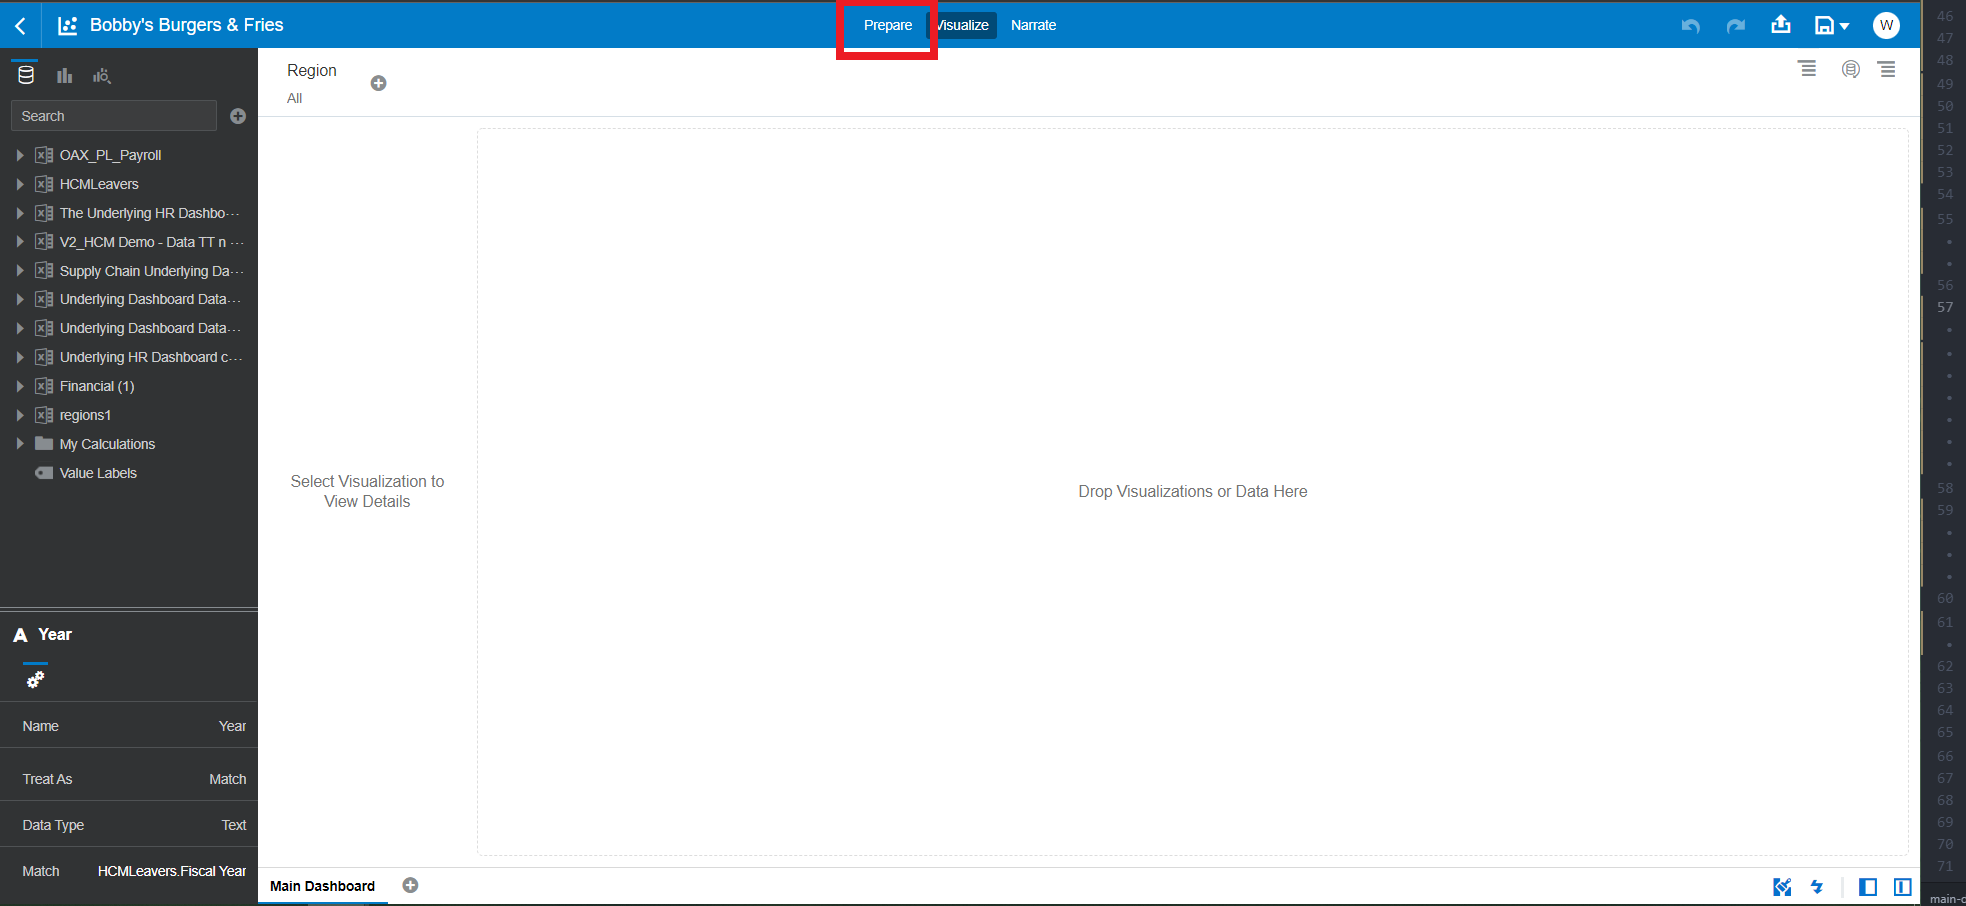 Bobby's Burgers & Fries
Prepare
Visualize
Narrate
W
Region
All
Search
OAX_PL_Payroll
HCMLeavers
The Underlying HR Dashbo···
V2_HCM Demo - Data TT n ···
Supply Chain Underlying Da···
Underlying Dashboard Data···
Underlying Dashboard Data···
Underlying HR Dashboard c···
Financial (1)
regions1
My Calculations
Value Labels
Select Visualization to
View Details
Drop Visualizations or Data Here
A Year
Name Year
Treat As Match
Data Type Text
Match HCMLeavers.Fiscal Year
Main Dashboard
46
47
48
49
50
51
52
53
54
55
56
57
58
59
60
61
62
63
64
65
66
67
68
69
70
71
main-c